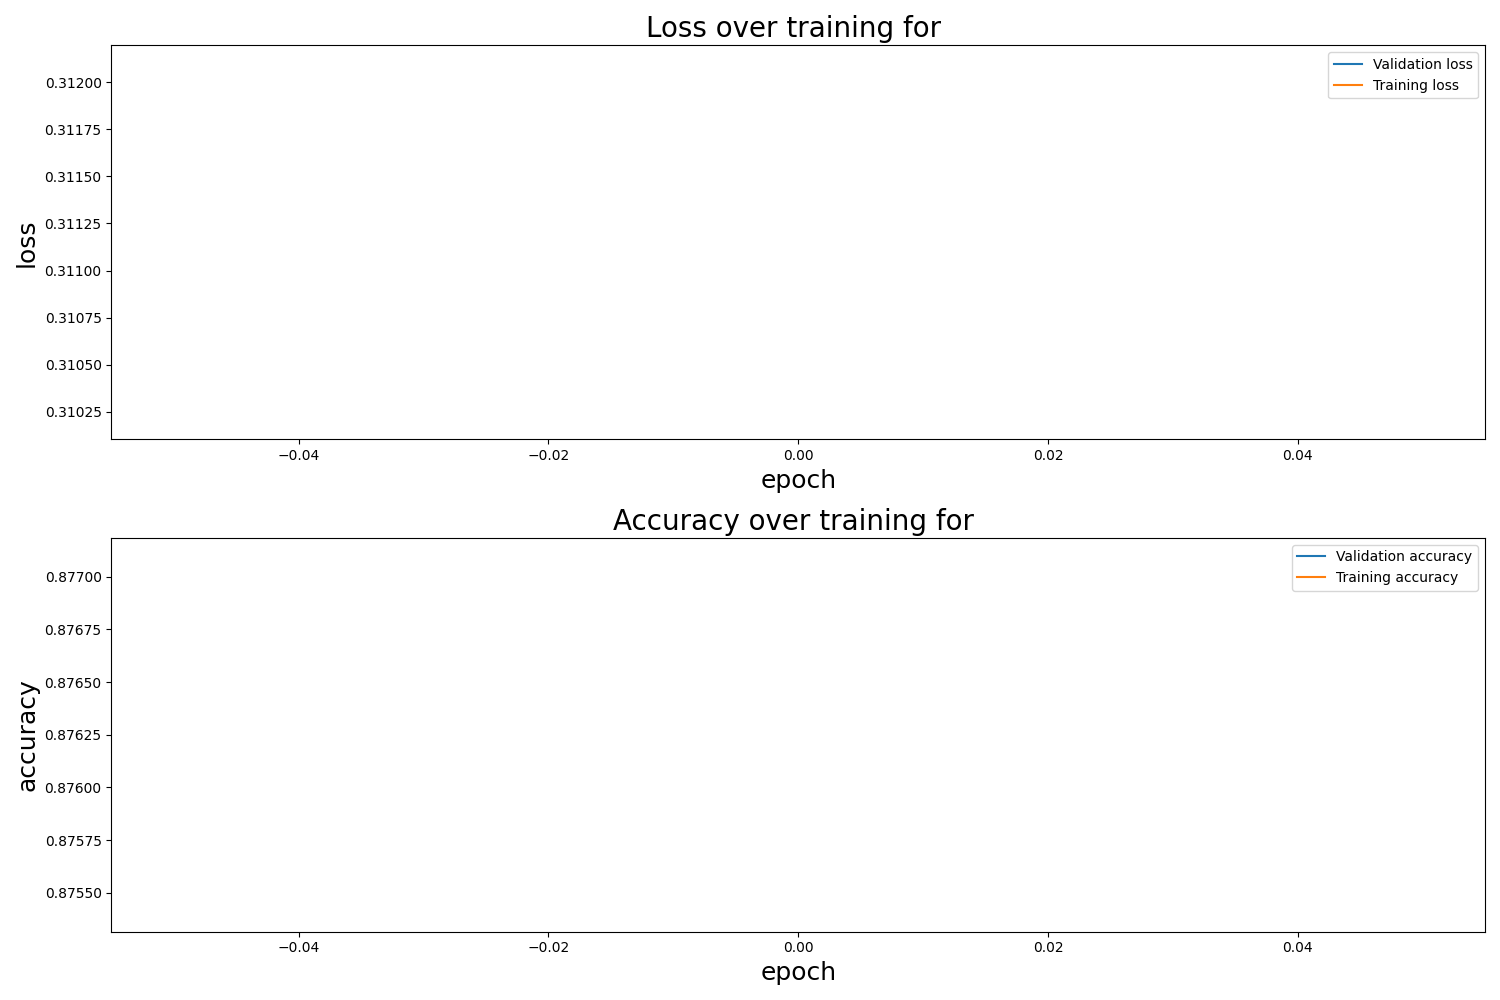 Loss over training for
Validation loss
Training loss
0.31200
0.31175
0.31150
0.31125
0.31100
0.31075
0.31050
0.31025
loss
−0.04 −0.02 0.00 0.02 0.04
epoch
Accuracy over training for
Validation accuracy
Training accuracy
0.87700
0.87675
0.87650
0.87625
0.87600
0.87575
0.87550
accuracy
−0.04 −0.02 0.00 0.02 0.04
epoch